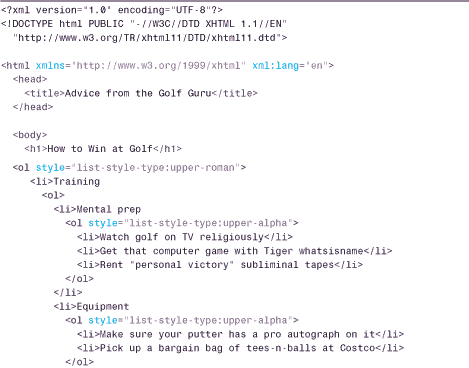 <?xml version="1.0" encoding="UTF-8"?>
<!DOCTYPE html PUBLIC "-//W3C//DTD XHTML 1.1//EN"
"http://www.w3.org/TR/xhtml11/DTD/xhtml11.dtd">
<html xmlns="http://www.w3.org/1999/xhtml" xml:lang="en">
<head>
<title>Advice from the Golf Guru</title>
</head>
<body>
<h1>How to Win at Golf</h1>
<ol style="list-style-type:upper-roman">
<li>Training
<ol>
<li>Mental prep
<ol style="list-style-type:upper-alpha">
<li>Watch golf on TV religiously</li>
<li>Get that computer game with Tiger whatsisname</li>
<li>Rent "personal victory" subliminal tapes</li>
</ol>
</li>
<li>Equipment
<ol style="list-style-type:upper-alpha">
<li>Make sure your putter has a pro autograph on it</li>
<li>Pick up a bargain bag of tees-n-balls at Costco</li>
</ol>